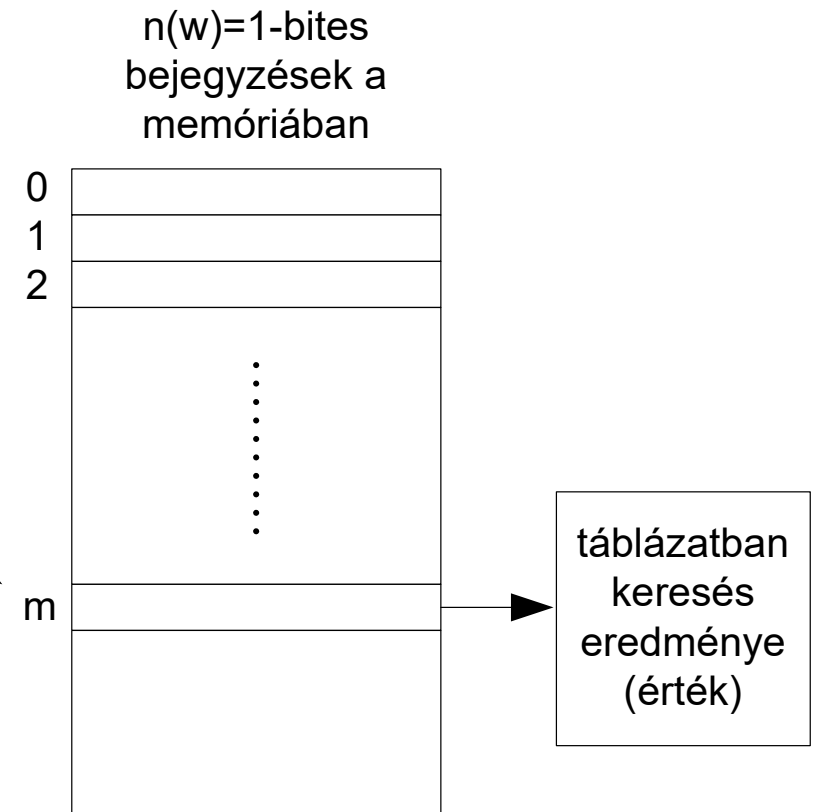 n(w)=1-bites
bejegyzések a
memóriában
0
1
2
m
táblázatban
keresés
eredménye
(érték)